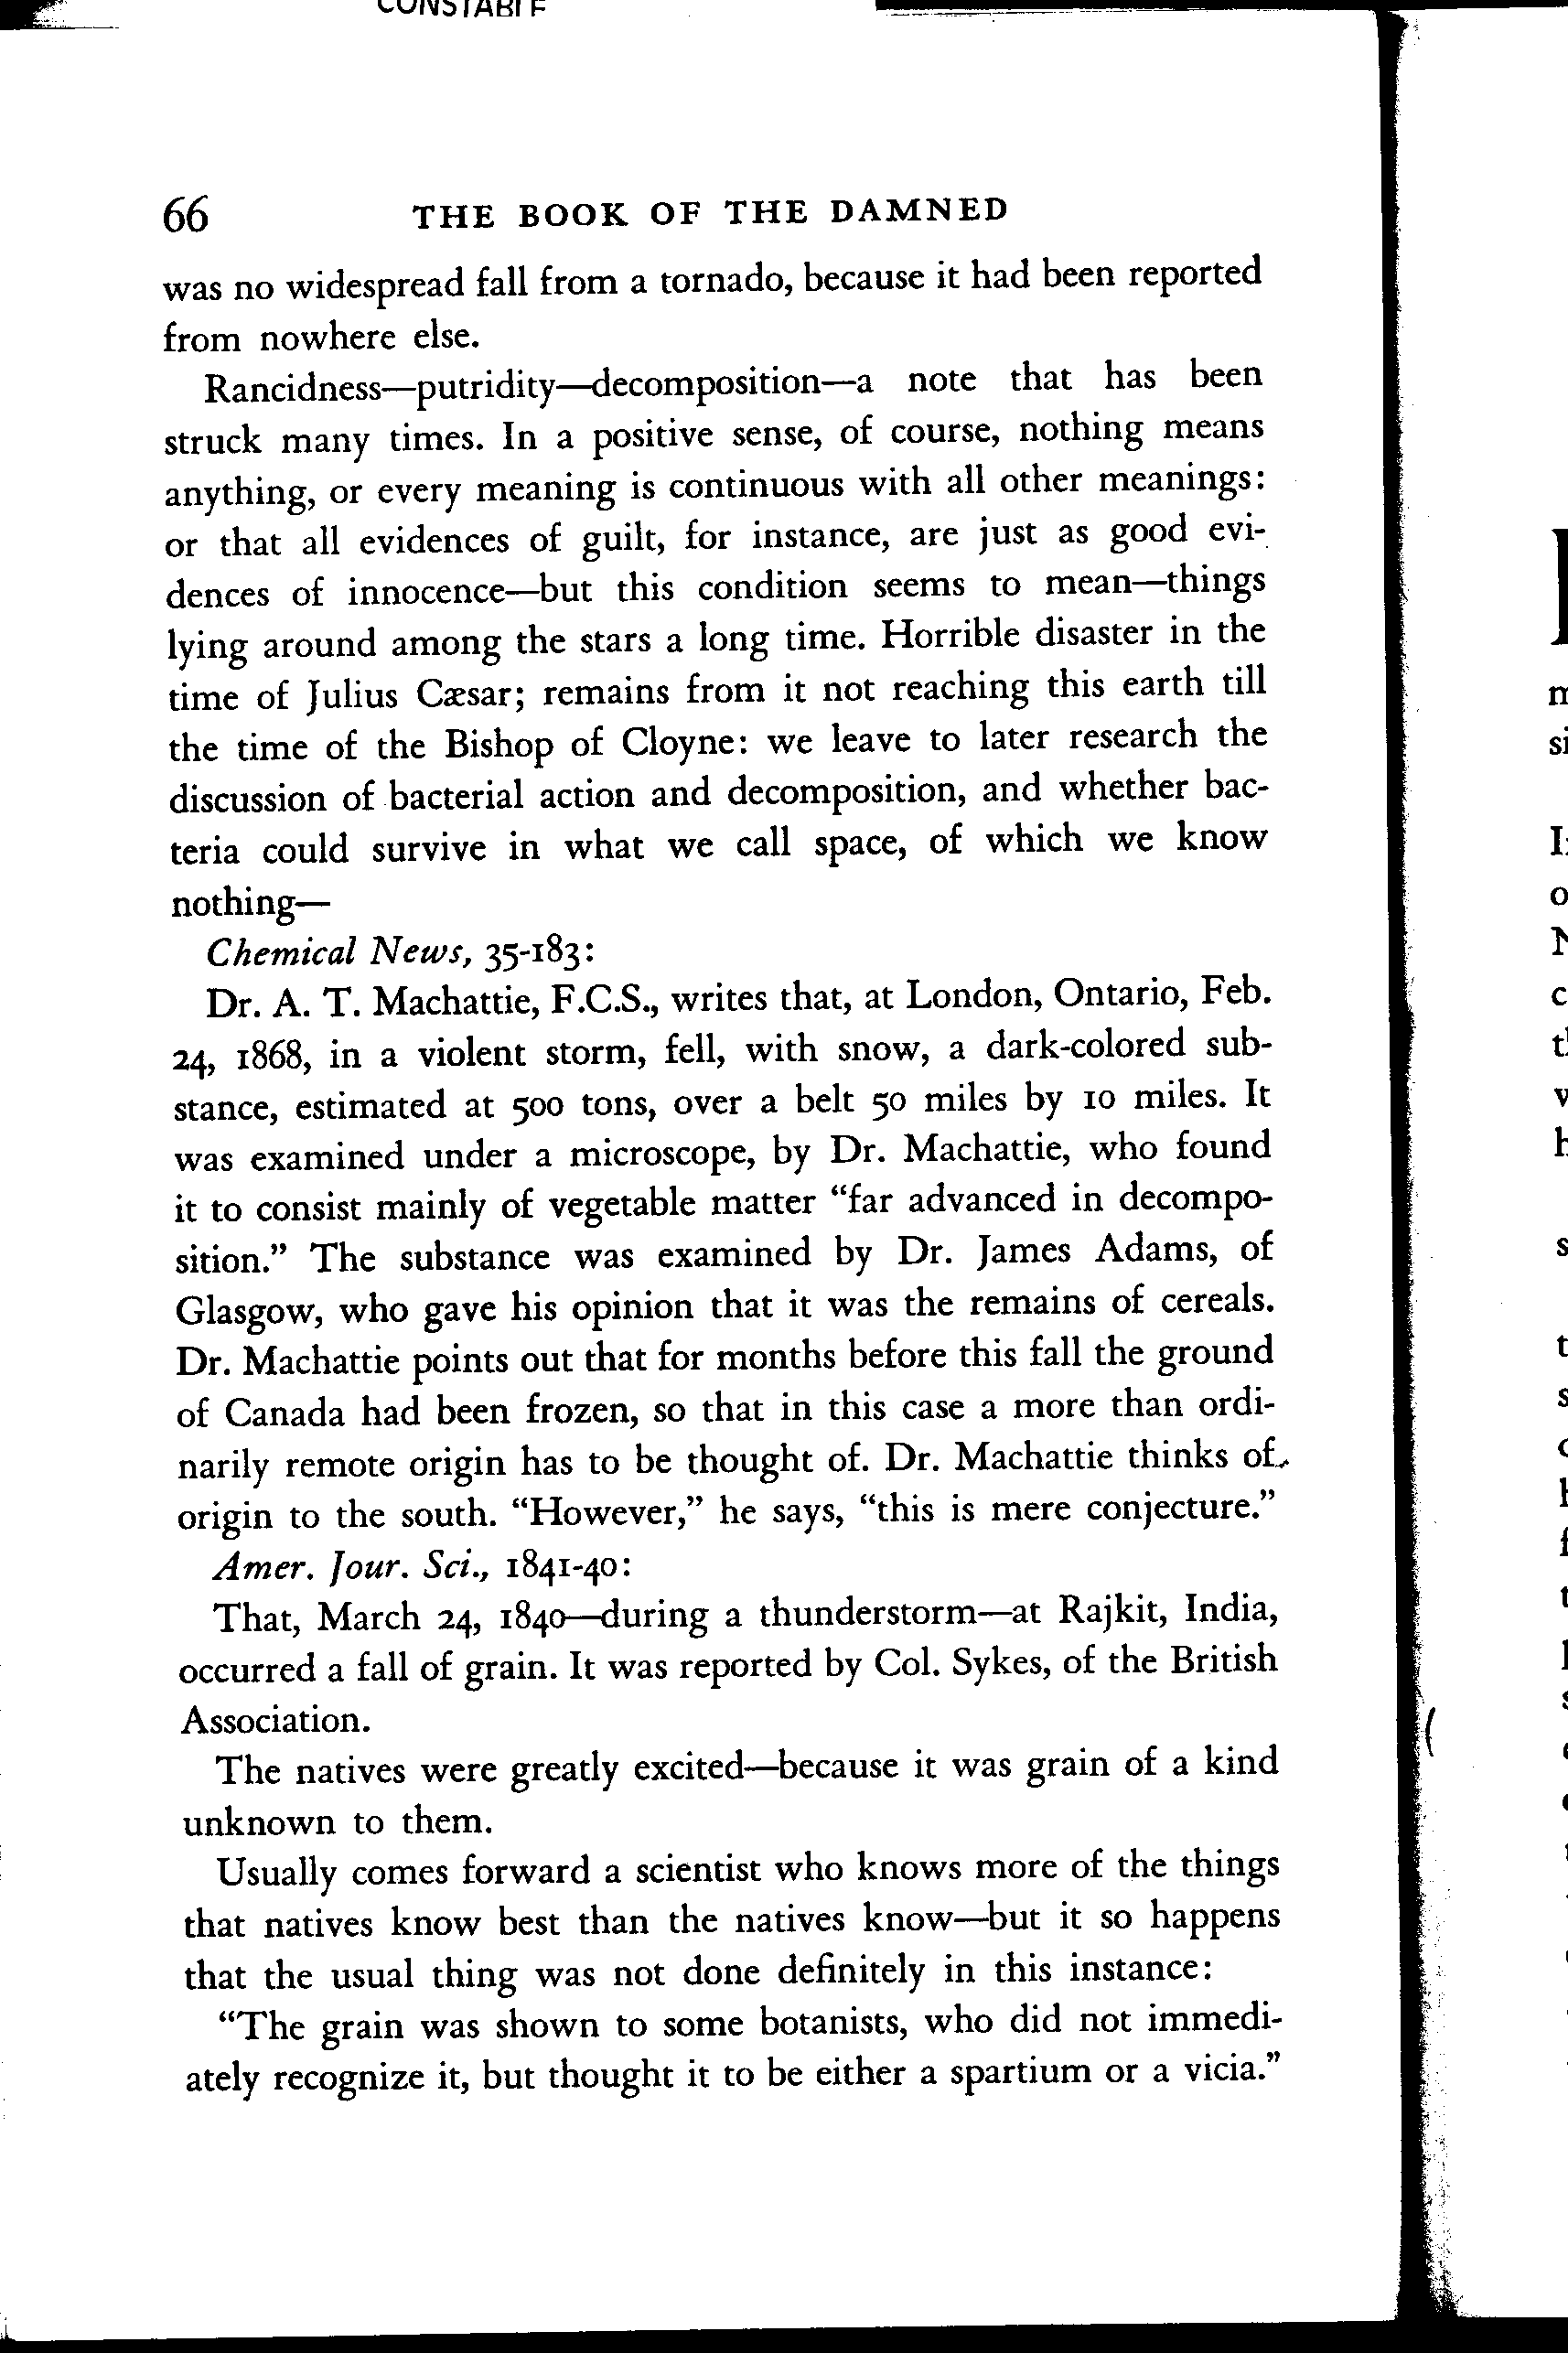 66 THE BOOK OF THE DAMNED
was no widespread fall from a tornado, because it had been reported
from nowhere else.
Rancidness—putridity—decomposition—a note that has been
struck many times. In a positive sense, of course, nothing means
anything, or every meaning is continuous with all other meanings:
or that all evidences of guilt, for instance, are just as good evi-
dences of innocence—but this condition seems to mean—things
lying around among the stars a long time. Horrible disaster in the
time of Julius Cæsar; remains from it not reaching this earth till
the time of the Bishop of Cloyne: we leave to later research the
discussion of bacterial action and decomposition, and whether bac-
teria could survive in what we call space, of which we know
nothing—
Chemical News, 35-183:
Dr. A. T. Machattie, F.C.S., writes that, at London, Ontario, Feb.
24, 1868, in a violent storm, fell, with snow, a dark-colored sub-
stance, estimated at 500 tons, over a belt 50 miles by 10 miles. It
was examined under a microscope, by Dr. Machattie, who found
it to consist mainly of vegetable matter “far advanced in decompo-
sition.” The substance was examined by Dr. James Adams, of
Glasgow, who gave his opinion that it was the remains of cereals.
Dr. Machattie points out that for months before this fall the ground
of Canada had been frozen, so that in this case a more than ordi-
narily remote origin has to be thought of. Dr. Machattie thinks of
origin to the south. “However,” he says, “this is mere conjecture.”
Amer. Jour. Sci., 1841-40:
That, March 24, 1840—during a thunderstorm—at Rajkit, India,
occurred a fall of grain. It was reported by Col. Sykes, of the British
Association.
The natives were greatly excited—because it was grain of a kind
unknown to them.
Usually comes forward a scientist who knows more of the things
that natives know best than the natives know—but it so happens
that the usual thing was not done definitely in this instance:
“The grain was shown to some botanists, who did not immedi-
ately recognize it, but thought it to be either a spartium or a vicia.”